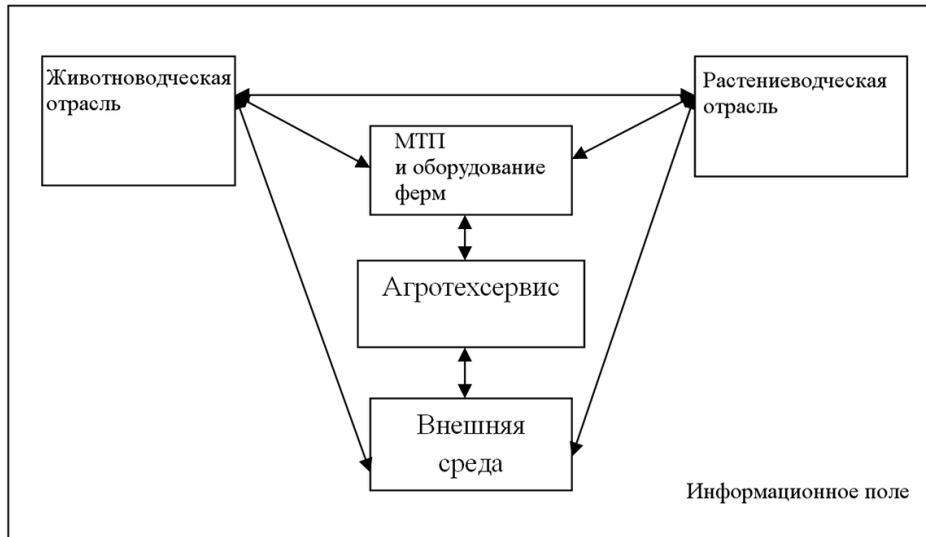 Животноводческая
отрасль
Растениеводческая
отрасль
МТП
и оборудование
ферм
Агротехсервис
Внешняя
среда
Информационное поле